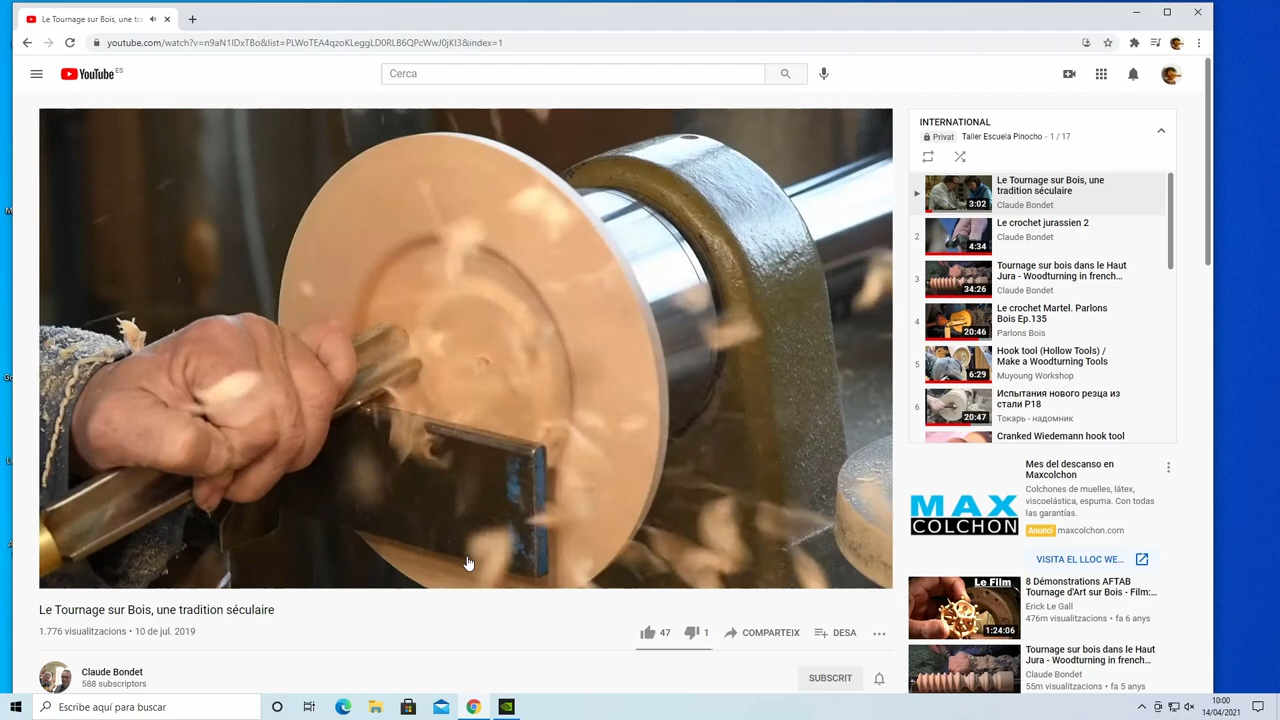 Le Tournage sur Bois, une tra
youtube.com/watch?v=n9aN1IDxTBo&list=PLWoTEA4qzoKLeggLD0RLB6QPcWwJ0jKI3&index=1
YouTube ES
Cerca
INTERNATIONAL
Privat Taller Escuela Pinocho - 1 / 17
Le Tournage sur Bois, une
tradition séculaire
Claude Bondet
3:02
2
Le crochet jurassien 2
Claude Bondet
4:34
3
Tournage sur bois dans le Haut
Jura - Woodturning in french...
Claude Bondet
34:26
4
Le crochet Martel. Parlons
Bois Ep.135
Parlons Bois
20:46
5
Hook tool (Hollow Tools) /
Make a Woodturning Tools
Muyoung Workshop
6:29
6
Испытания нового резца из
стали Р18
Токарь - надомник
20:47
Cranked Wiedemann hook tool
Mes del descanso en
Maxcolchon
Colchones de muelles, látex,
viscoelástica, espuma. Con todas
las garantías.
Anunci maxcolchon.com
MAX
COLCHON
VISITA EL LLOC WE...
Le Film
1:24:06
8 Démonstrations AFTAB
Tournage d'Art sur Bois - Film:...
Erick Le Gall
476m visualitzacions • fa 6 anys
Tournage sur bois dans le Haut
Jura - Woodturning in french...
Claude Bondet
55m visualitzacions • fa 5 anys
Le Tournage sur Bois, une tradition séculaire
1.776 visualitzacions • 10 de jul. 2019
47 1 COMPARTEIX DESA
Claude Bondet
588 subscriptors
SUBSCRIT
Escribe aquí para buscar
10:00
14/04/2021